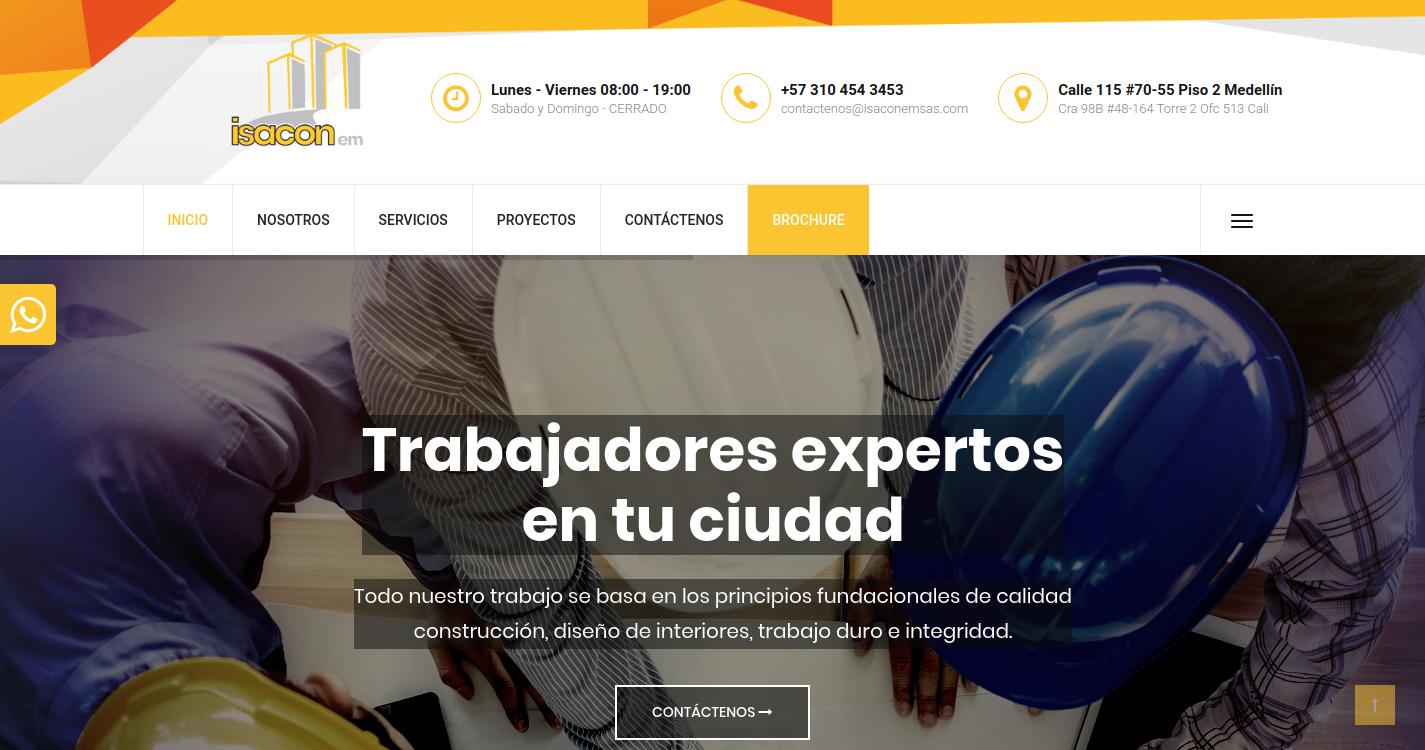 isacon em
Lunes - Viernes 08:00 - 19:00
Sabado y Domingo - CERRADO
+57 310 454 3453
contactenos@isaconemsas.com
Calle 115 #70-55 Piso 2 Medellín
Cra 98B #48-164 Torre 2 Ofc 513 Cali
INICIO
NOSOTROS
SERVICIOS
PROYECTOS
CONTÁCTENOS
BROCHURE
Trabajadores expertos
en tu ciudad
Todo nuestro trabajo se basa en los principios fundacionales de calidad
construcción, diseño de interiores, trabajo duro e integridad.
CONTÁCTENOS